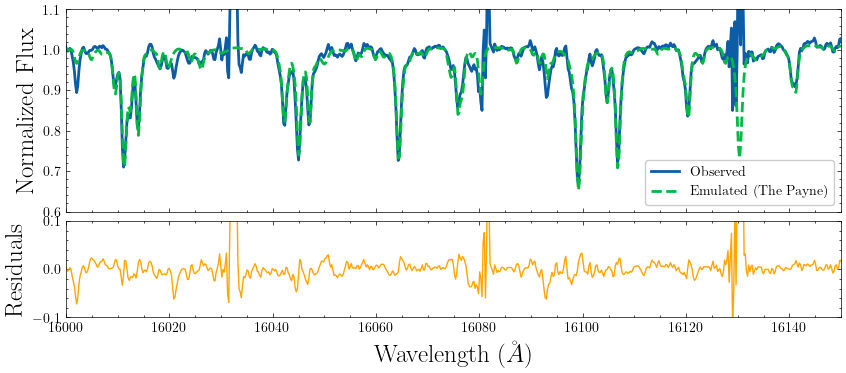 1.1
1.0
0.9
0.8
0.7
0.6
Normalized Flux
Observed
Emulated (The Payne)
0.1
0.0
−0.1
Residuals
16000 16020 16040 16060 16080 16100 16120 16140
Wavelength (Å)